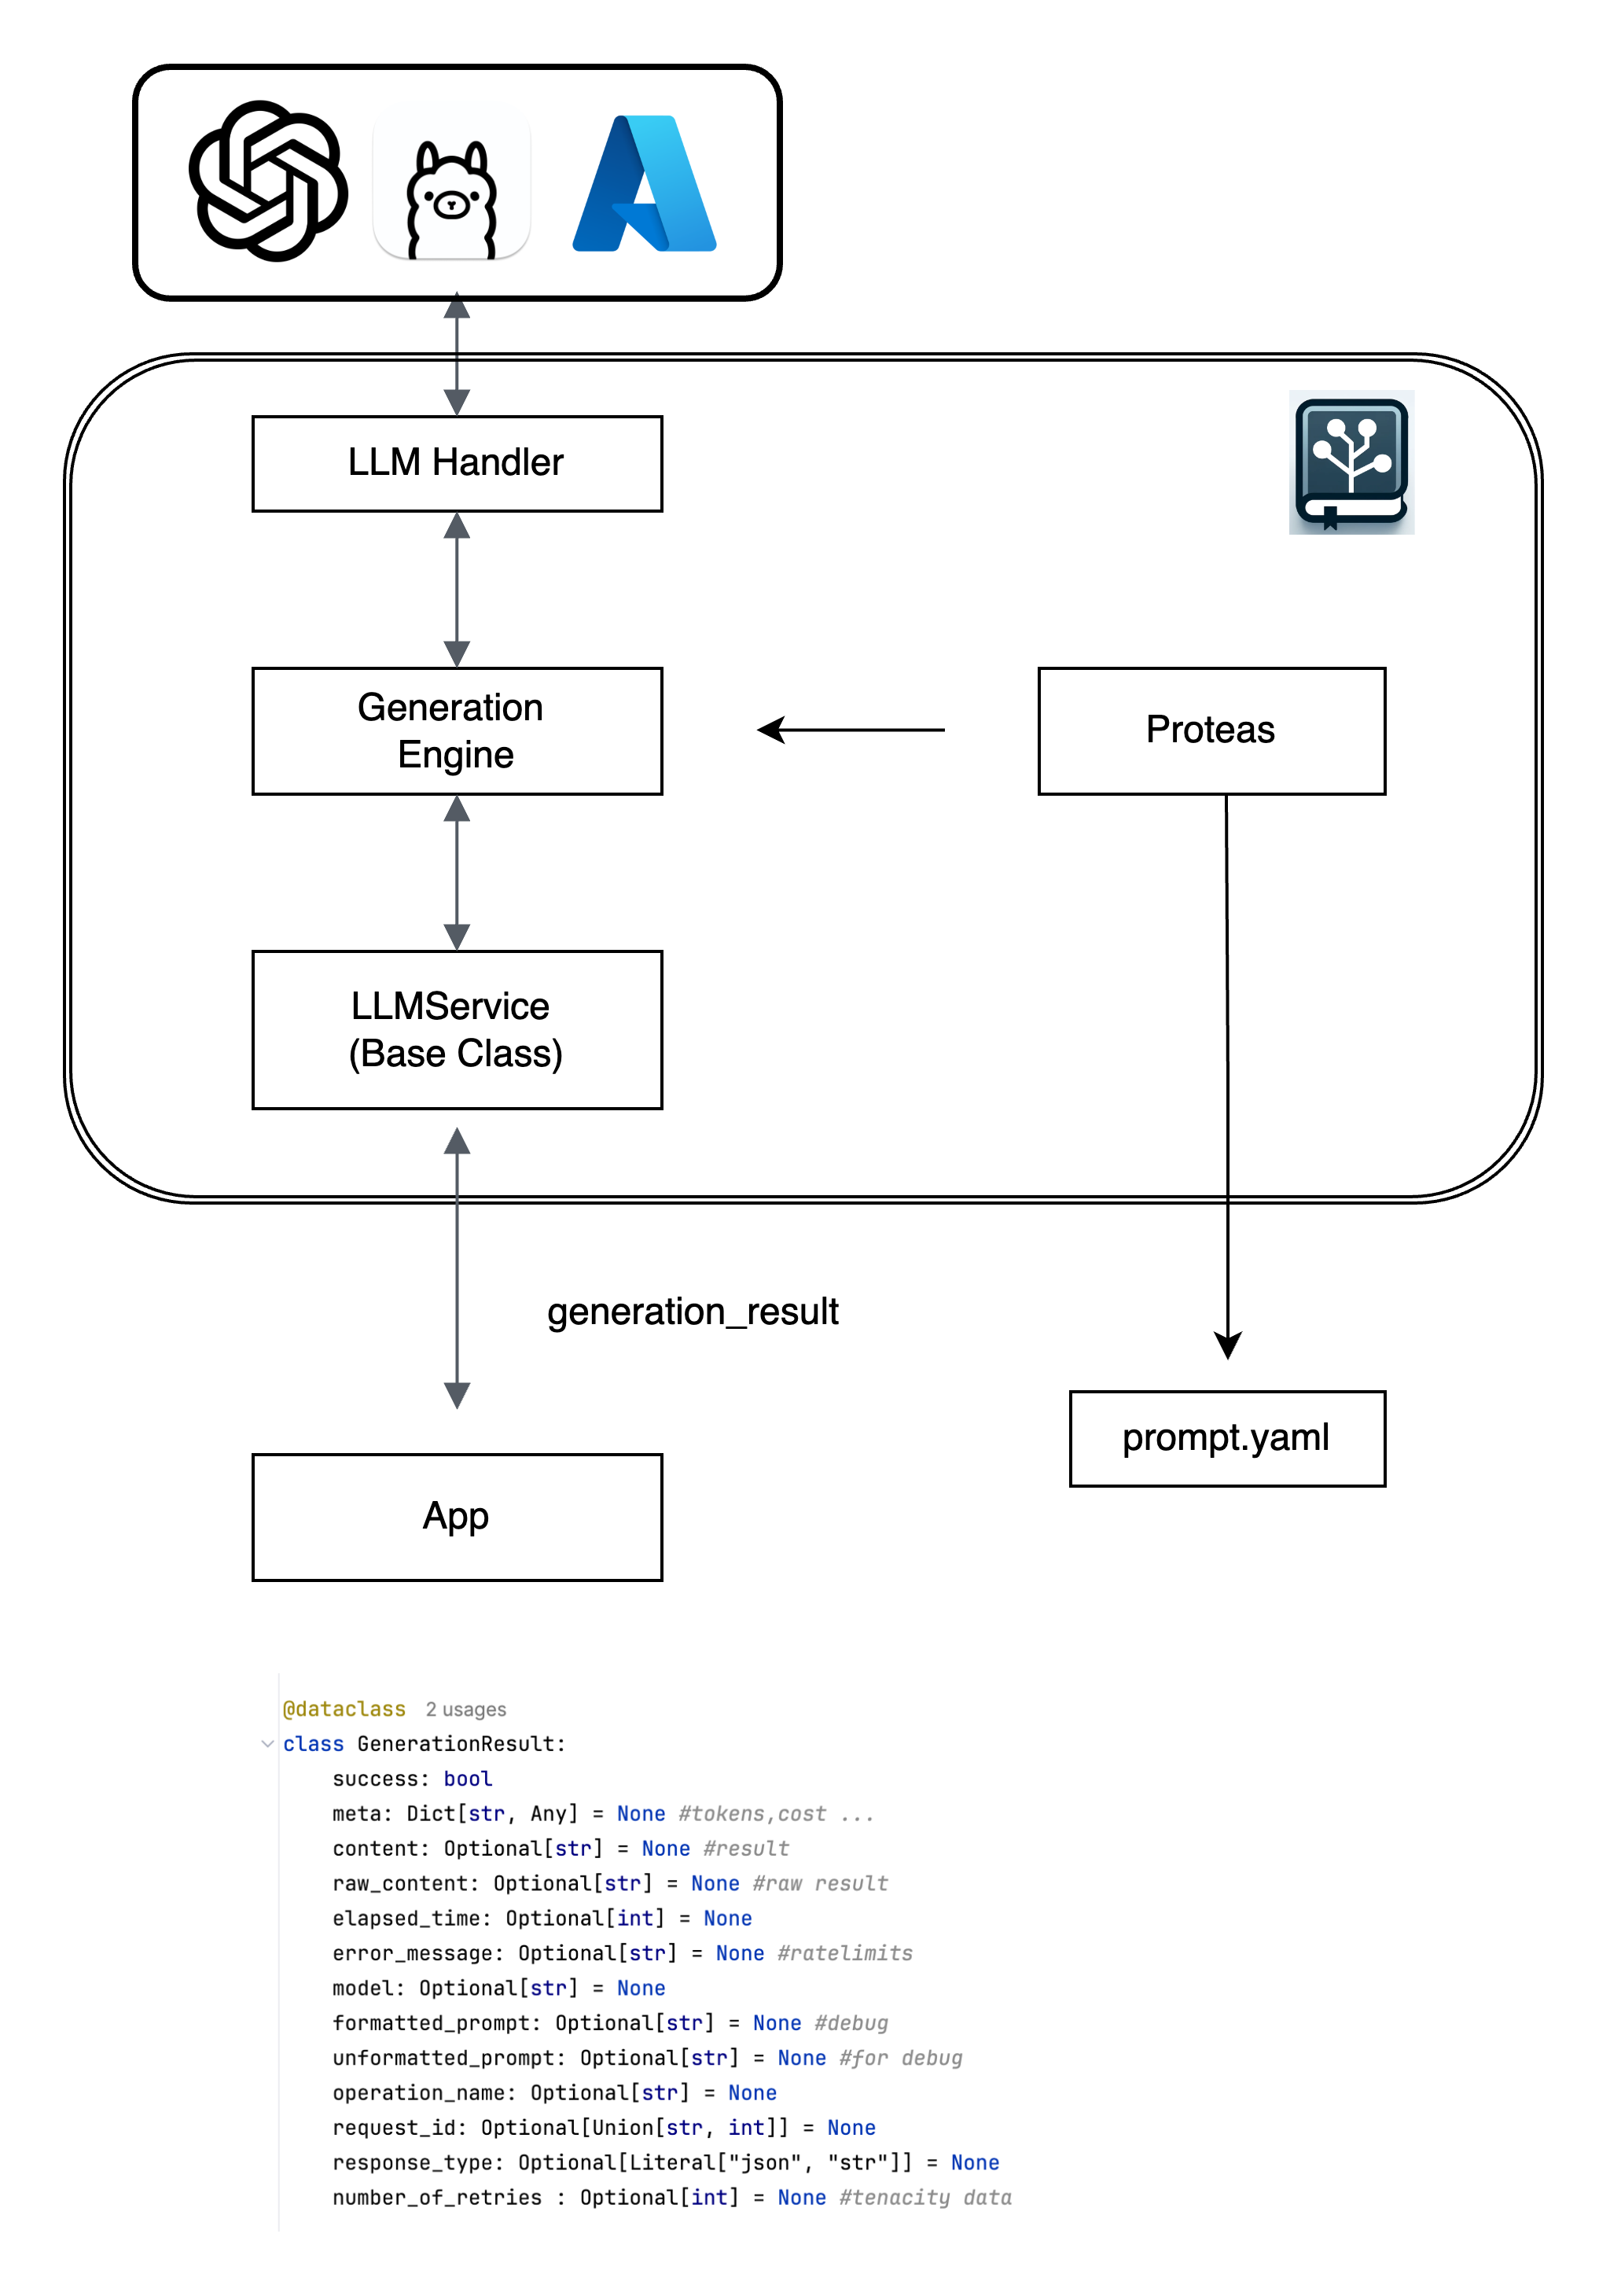 LLM Handler
Generation
Engine
Proteas
LLMService
(Base Class)
generation_result
prompt.yaml
App
@dataclass 2 usages
class GenerationResult:
    success: bool
    meta: Dict[str, Any] = None #tokens,cost ...
    content: Optional[str] = None #result
    raw_content: Optional[str] = None #raw result
    elapsed_time: Optional[int] = None
    error_message: Optional[str] = None #ratelimits
    model: Optional[str] = None
    formatted_prompt: Optional[str] = None #debug
    unformatted_prompt: Optional[str] = None #for debug
    operation_name: Optional[str] = None
    request_id: Optional[Union[str, int]] = None
    response_type: Optional[Literal["json", "str"]] = None
    number_of_retries : Optional[int] = None #tenacity data